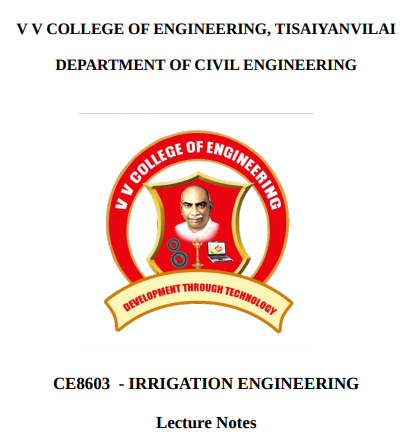 V V COLLEGE OF ENGINEERING, TISAIYANVILAI
DEPARTMENT OF CIVIL ENGINEERING
V V COLLEGE OF ENGINEERING
DEVELOPMENT THROUGH TECHNOLOGY
CE8603 - IRRIGATION ENGINEERING
Lecture Notes